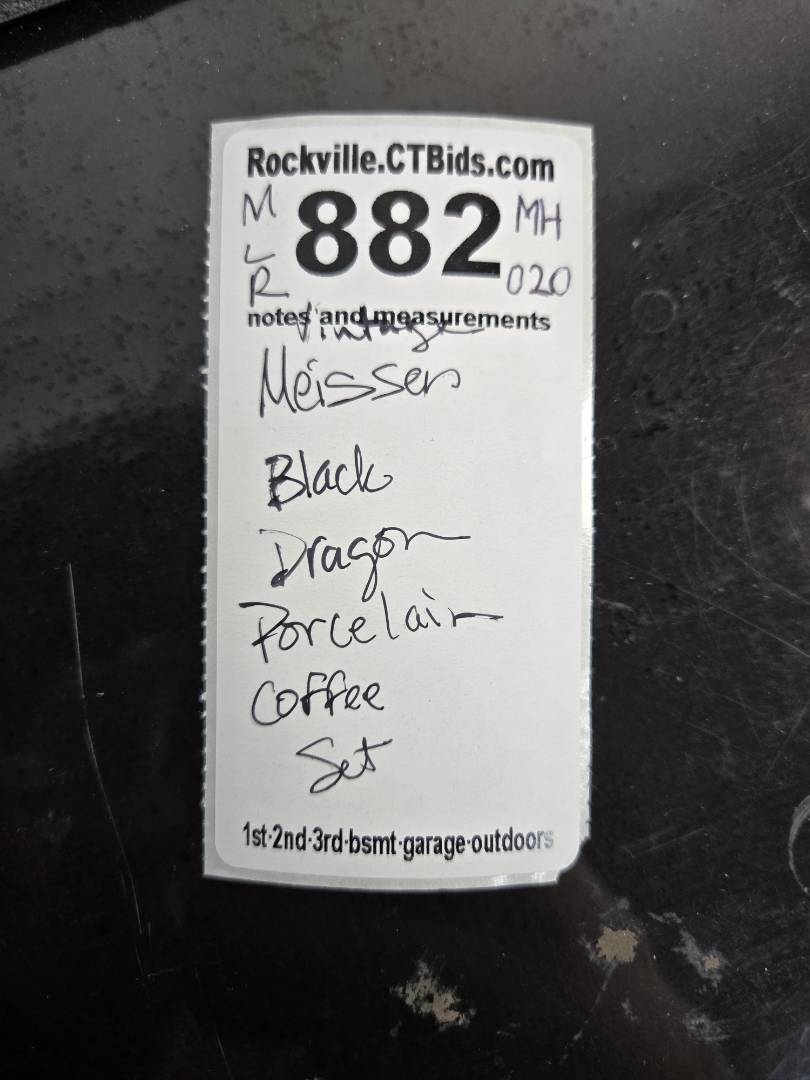 Rockville.CTBids.com
M L R 882 MH 020
notes and measurements
Vintage
Meissen
Black
Dragon
Porcelain
Coffee
Set
1st·2nd·3rd·bsmt·garage·outdoors